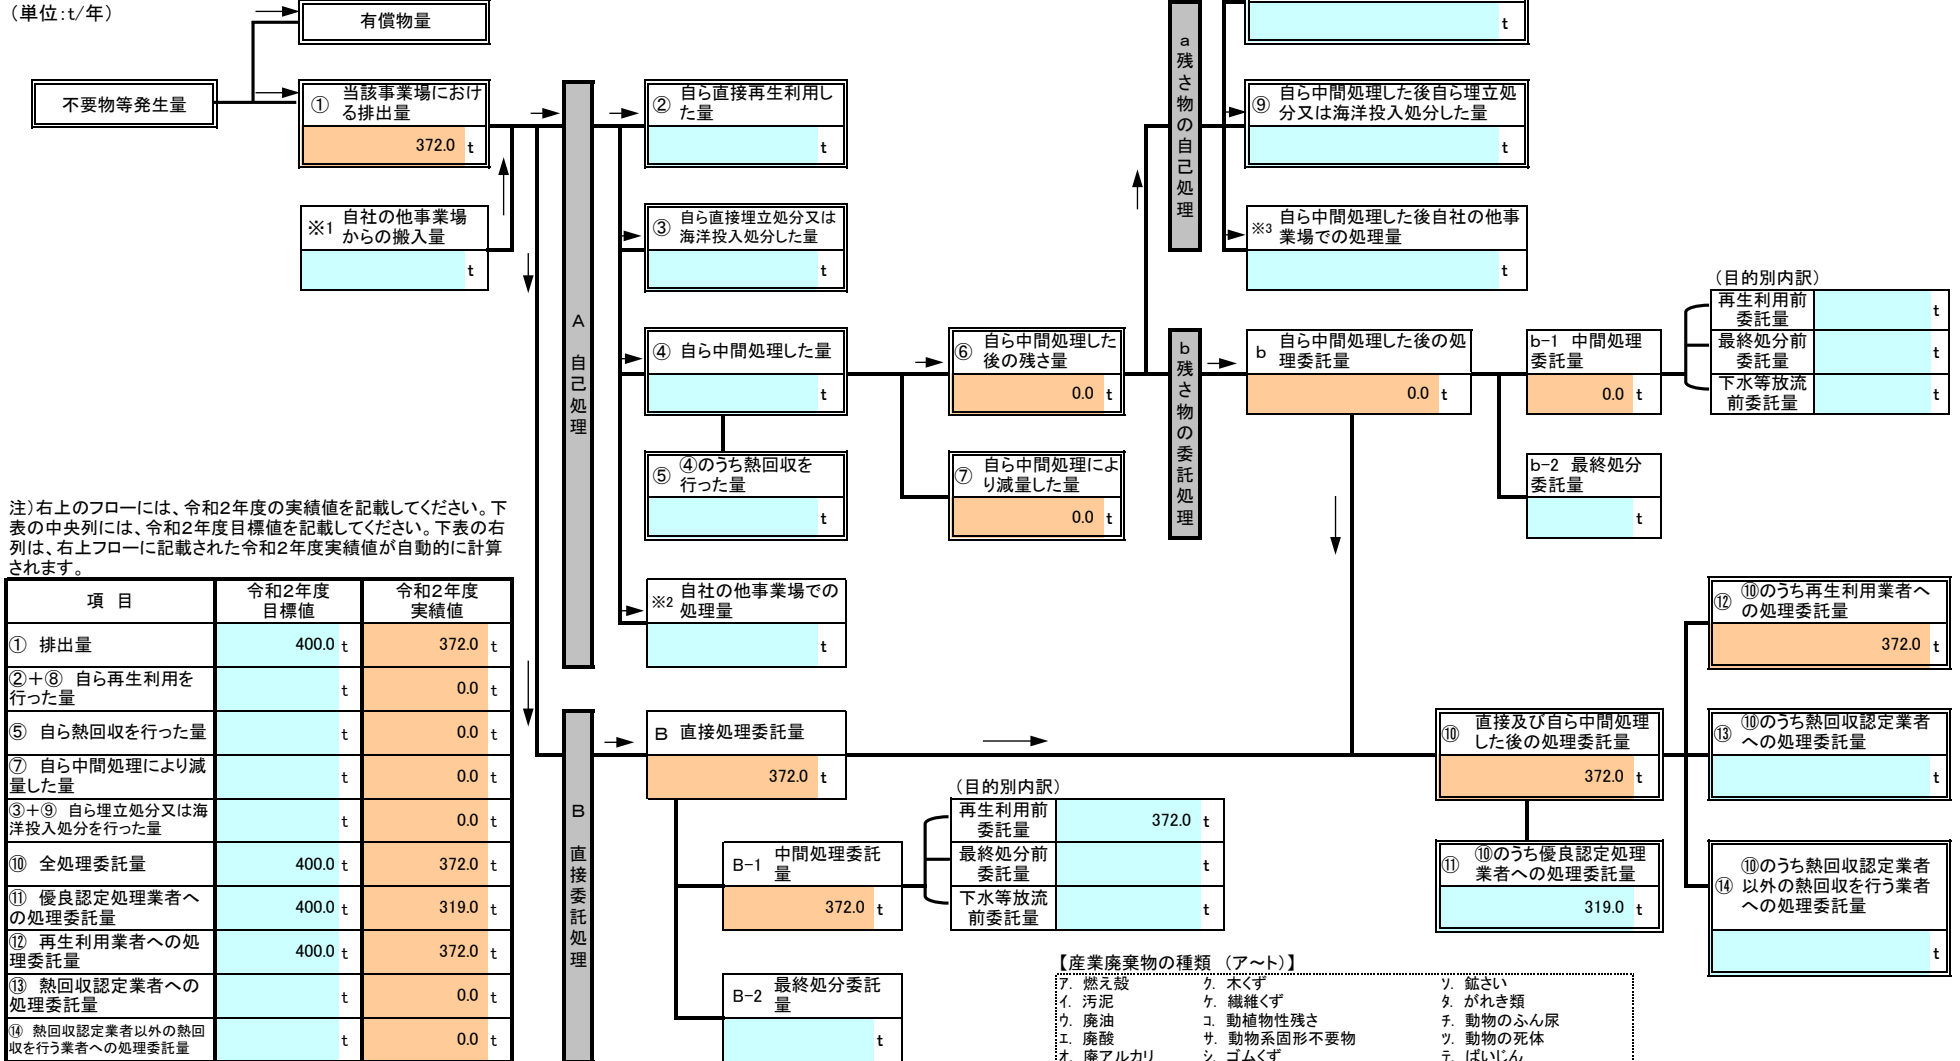 （単位：t/年）
有償物量
不要物等発生量
① 当該事業場におけ
る排出量
372.0 t
※1 自社の他事業場
からの搬入量
t
A 自己処理
② 自ら直接再生利用し
た量
t
③ 自ら直接埋立処分又は
海洋投入処分した量
t
④ 自ら中間処理した量
t
⑤ ④のうち熱回収を
行った量
t
※2 自社の他事業場での
処理量
t
⑥ 自ら中間処理した
後の残さ量
0.0 t
⑦ 自ら中間処理によ
り減量した量
0.0 t
a 残さ物の自己処理
t
⑨ 自ら中間処理した後自ら埋立処
分又は海洋投入処分した量
t
※3 自ら中間処理した後自社の他事
業場での処理量
t
b 残さ物の委託処理
b 自ら中間処理した後の処
理委託量
0.0 t
b-1 中間処理
委託量
0.0 t
b-2 最終処分
委託量
t
（目的別内訳）
再生利用前
委託量
t
最終処分前
委託量
t
下水等放流
前委託量
t
注）右上のフローには、令和2年度の実績値を記載してください。下
表の中央列には、令和2年度目標値を記載してください。下表の右
列は、右上フローに記載された令和2年度実績値が自動的に計算
されます。
項 目
令和2年度
目標値
令和2年度
実績値
① 排出量 400.0 t 372.0 t
②＋⑧ 自ら再生利用を
行った量
t 0.0 t
⑤ 自ら熱回収を行った量 t 0.0 t
⑦ 自ら中間処理により減
量した量
t 0.0 t
③＋⑨ 自ら埋立処分又は海
洋投入処分を行った量
t 0.0 t
⑩ 全処理委託量 400.0 t 372.0 t
⑪ 優良認定処理業者へ
の処理委託量
400.0 t 319.0 t
⑫ 再生利用業者への処
理委託量
400.0 t 372.0 t
⑬ 熱回収認定業者への
処理委託量
t 0.0 t
⑭ 熱回収認定業者以外の熱回
収を行う業者への処理委託量
t 0.0 t
B 直接委託処理
B 直接処理委託量
372.0 t
B-1 中間処理委託
量
372.0 t
B-2 最終処分委託
量
t
（目的別内訳）
再生利用前
委託量
372.0 t
最終処分前
委託量
t
下水等放流
前委託量
t
⑩ 直接及び自ら中間処理
した後の処理委託量
372.0 t
⑪ ⑩のうち優良認定処理
業者への処理委託量
319.0 t
⑫ ⑩のうち再生利用業者へ
の処理委託量
372.0 t
⑬ ⑩のうち熱回収認定業者
への処理委託量
t
⑭ ⑩のうち熱回収認定業者
以外の熱回収を行う業者
への処理委託量
t
【産業廃棄物の種類 （ア～ト）】
ア. 燃え殻 ク. 木くず ソ. 鉱さい
イ. 汚泥 ケ. 繊維くず タ. がれき類
ウ. 廃油 コ. 動植物性残さ チ. 動物のふん尿
エ. 廃酸 サ. 動物系固形不要物 ツ. 動物の死体
オ. 廃アルカリ シ. ゴムくず テ. ばいじん